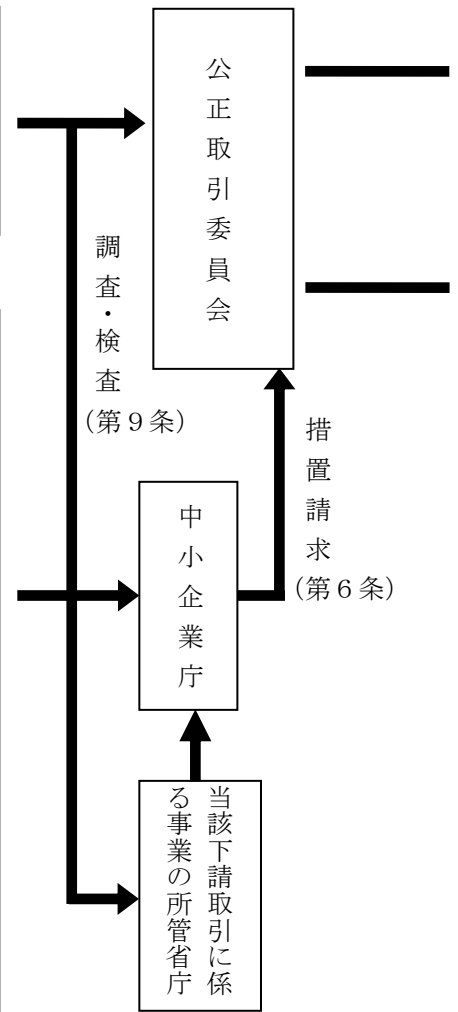 公正取引委員会
調査・検査
(第９条)
措置請求
(第６条)
中小企業庁
当該下請取引に係
る事業の所管省庁